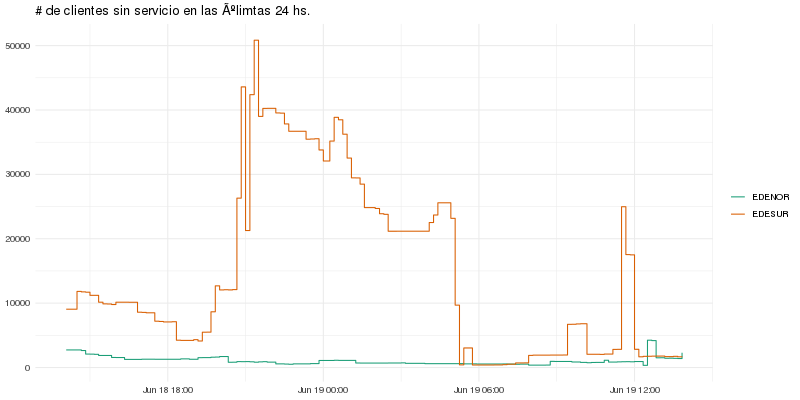 # de clientes sin servicio en las Ãºlimtas 24 hs.
50000
40000
30000
20000
10000
0
Jun 18 18:00
Jun 19 00:00
Jun 19 06:00
Jun 19 12:00
EDENOR
EDESUR